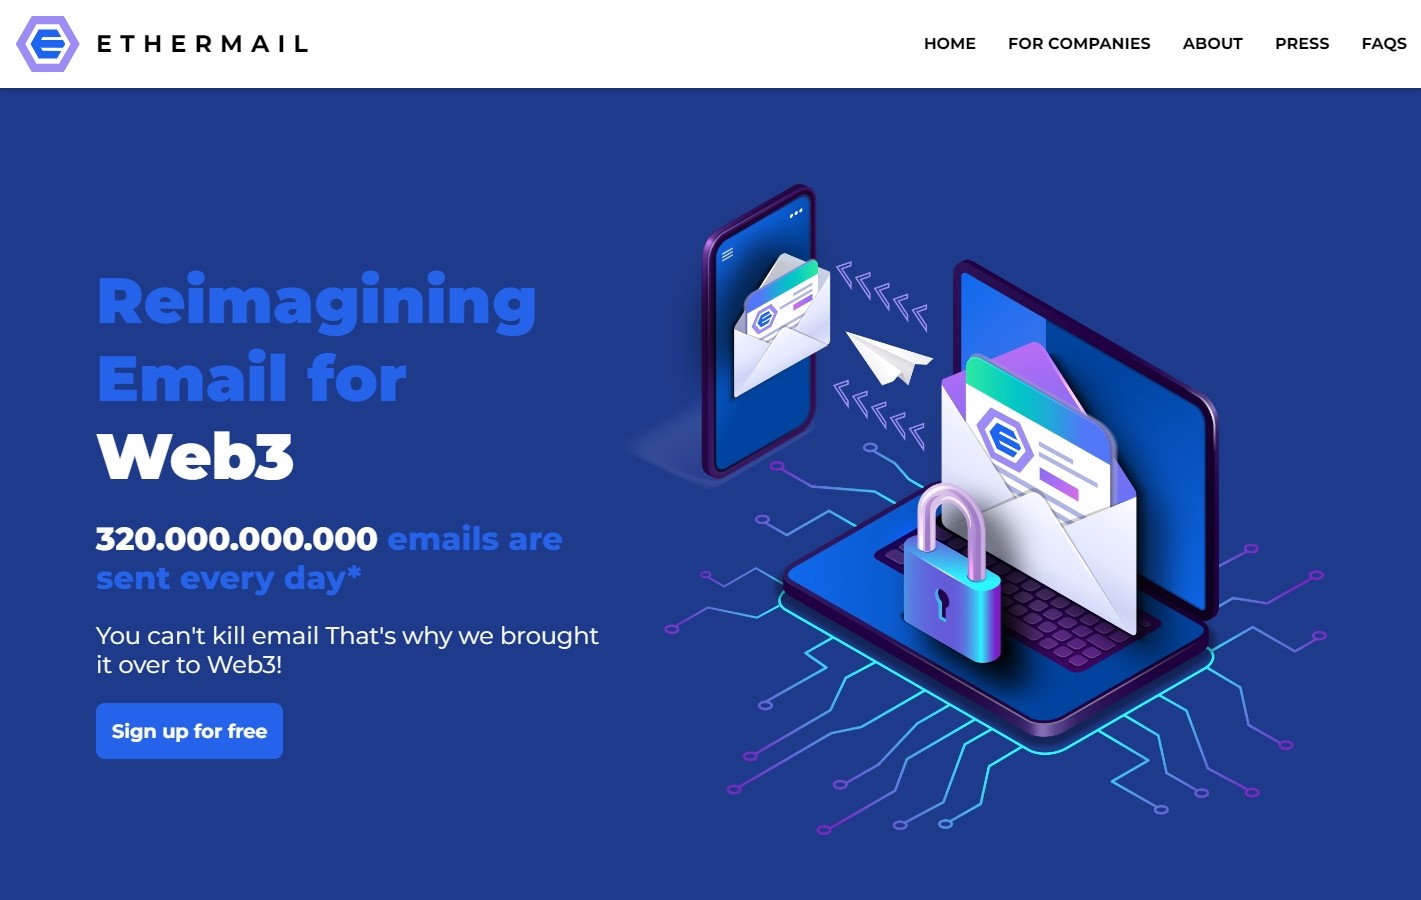 ETHERMAIL
HOME FOR COMPANIES ABOUT PRESS FAQS
Reimagining
Email for
Web3
320.000.000.000 emails are
sent every day*
You can't kill email That's why we brought
it over to Web3!
Sign up for free